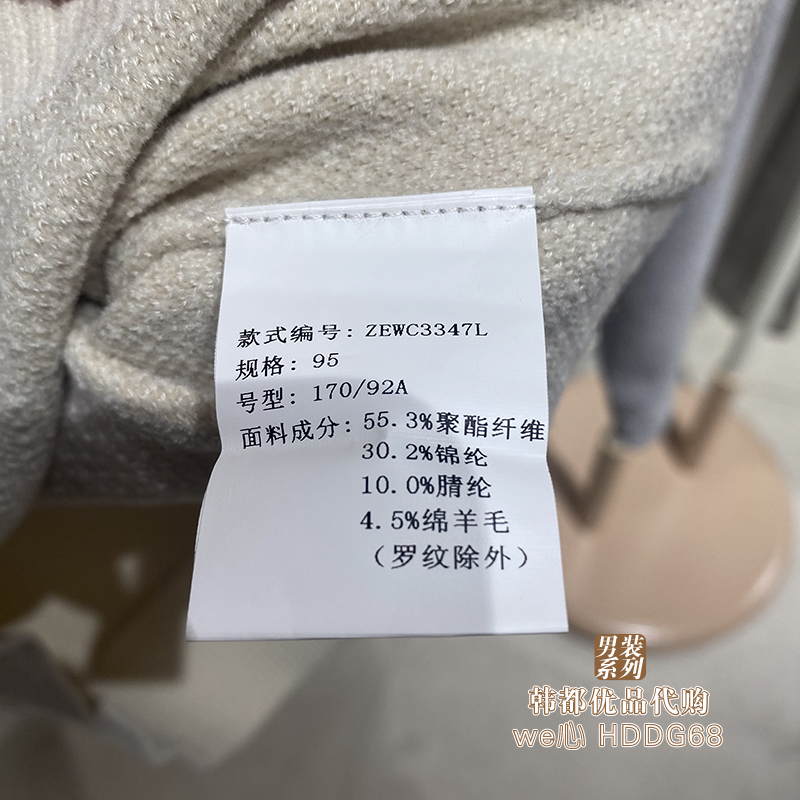 款式编号: ZEWC3347L
规格: 95
号型: 170/92A
面料成分: 55.3%聚酯纤维
30.2%锦纶
10.0%腈纶
4.5%绵羊毛
(罗纹除外)
男装
系列
韩都优品代购
we心 HDDG68